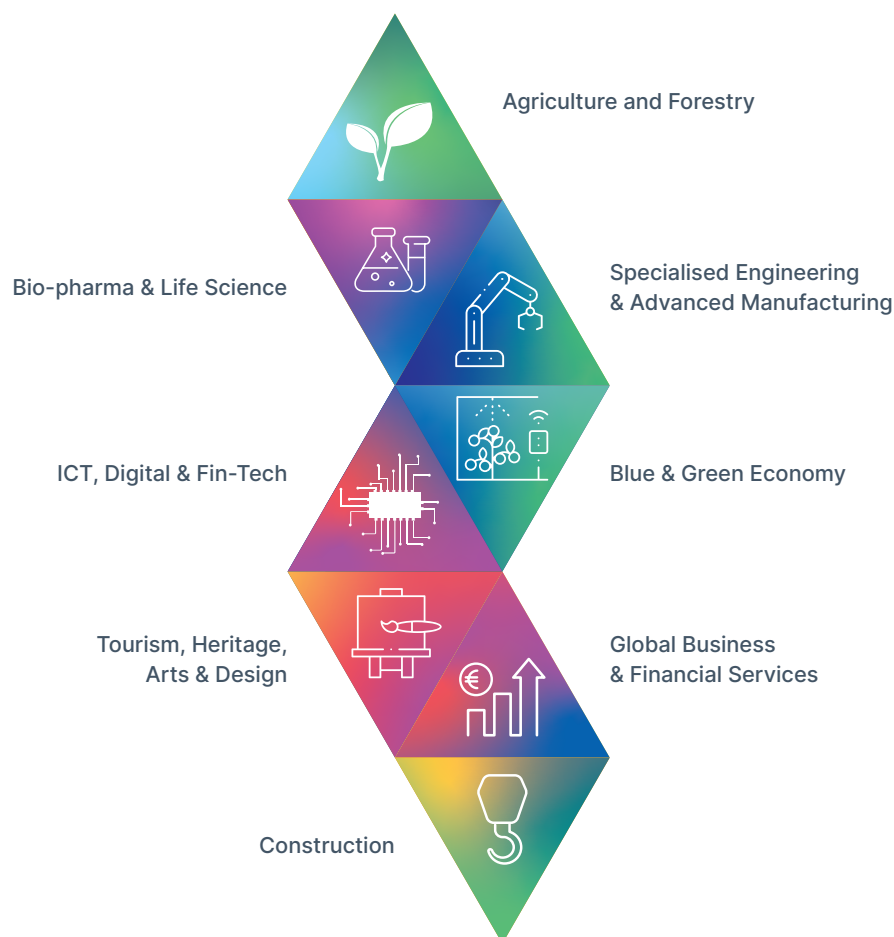 Agriculture and Forestry
Bio-pharma & Life Science
Specialised Engineering
& Advanced Manufacturing
ICT, Digital & Fin-Tech
Blue & Green Economy
Tourism, Heritage,
Arts & Design
Global Business
& Financial Services
€
Construction